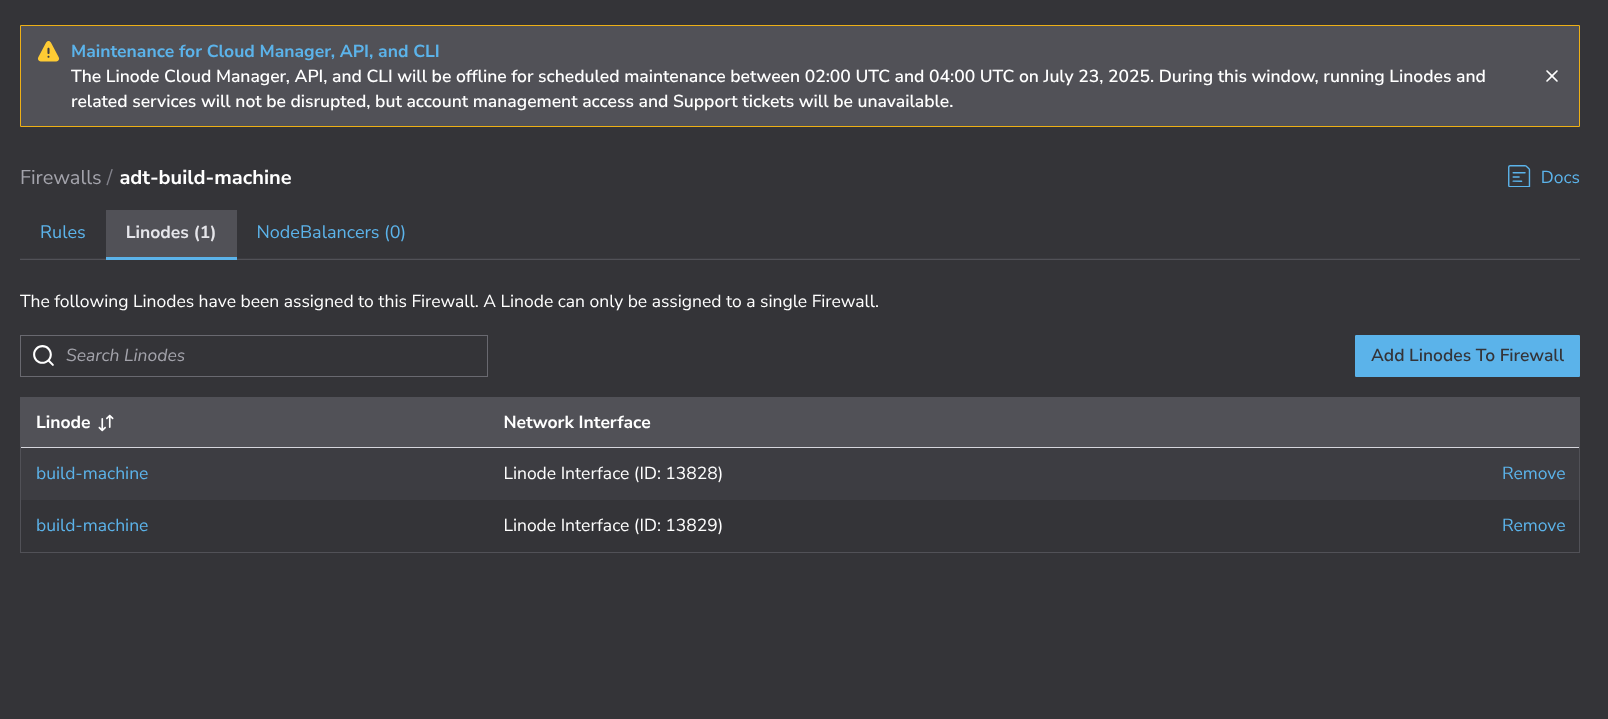 Maintenance for Cloud Manager, API, and CLI
The Linode Cloud Manager, API, and CLI will be offline for scheduled maintenance between 02:00 UTC and 04:00 UTC on July 23, 2025. During this window, running Linodes and
related services will not be disrupted, but account management access and Support tickets will be unavailable.
Firewalls / adt-build-machine
Docs
Rules
Linodes (1)
NodeBalancers (0)
The following Linodes have been assigned to this Firewall. A Linode can only be assigned to a single Firewall.
Search Linodes
Add Linodes To Firewall
Linode
Network Interface
build-machine
Linode Interface (ID: 13828)
Remove
build-machine
Linode Interface (ID: 13829)
Remove